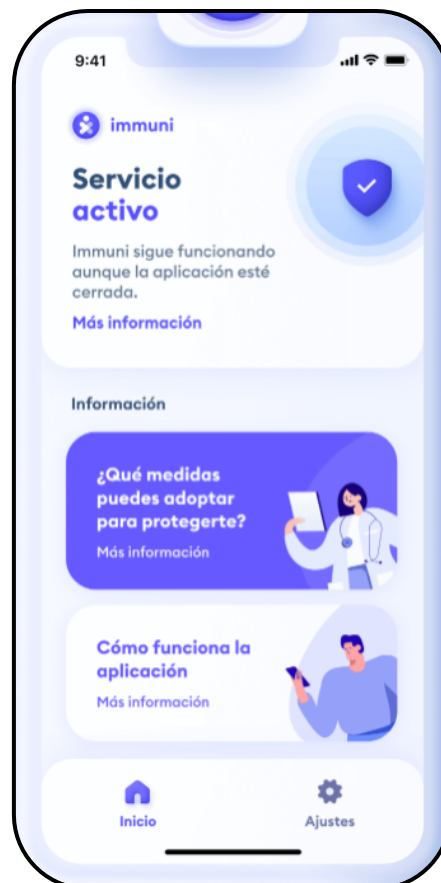 9:41
immuni
Servicio
activo
Immuni sigue funcionando
aunque la aplicación esté
cerrada.
Más información
Información
¿Qué medidas
puedes adoptar
para protegerte?
Más información
Cómo funciona la
aplicación
Más información
Inicio
Ajustes